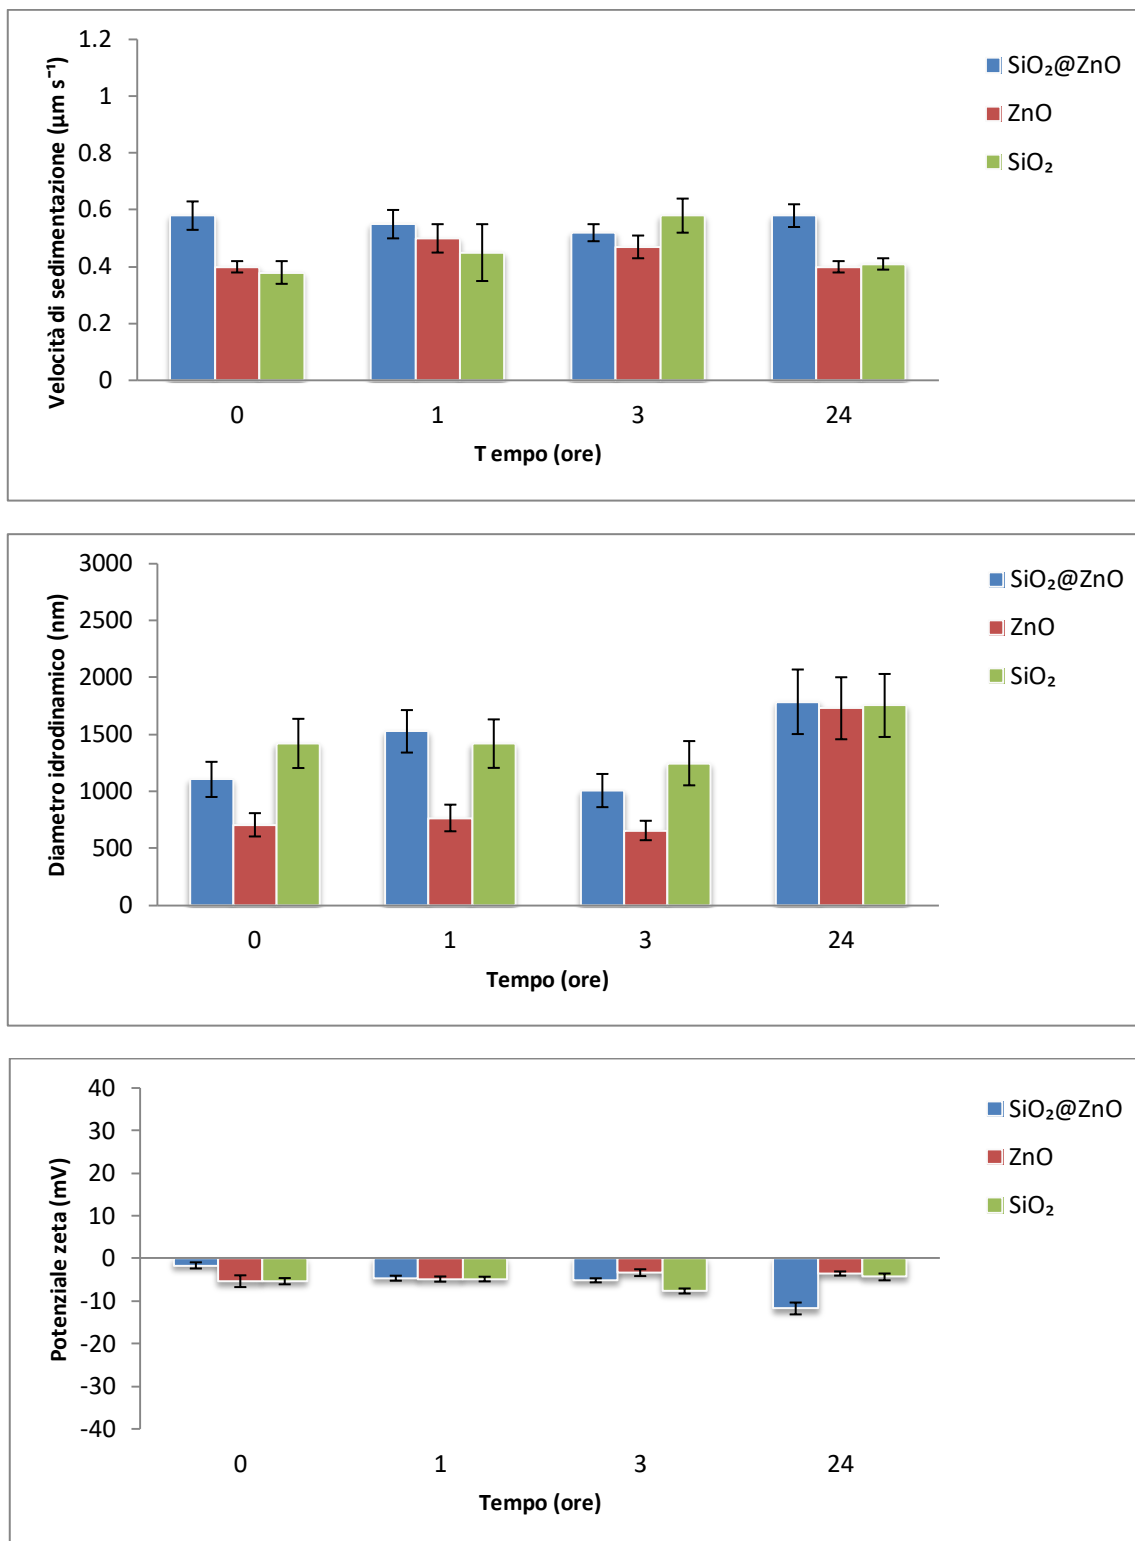 Velocità di sedimentazione (µm s⁻¹)
1.2
1
0.8
0.6
0.4
0.2
0
0 1 3 24
T empo (ore)
SiO₂@ZnO
ZnO
SiO₂
Diametro idrodinamico (nm)
3000
2500
2000
1500
1000
500
0
0 1 3 24
Tempo (ore)
SiO₂@ZnO
ZnO
SiO₂
Potenziale zeta (mV)
40
30
20
10
0
-10
-20
-30
-40
0 1 3 24
Tempo (ore)
SiO₂@ZnO
ZnO
SiO₂